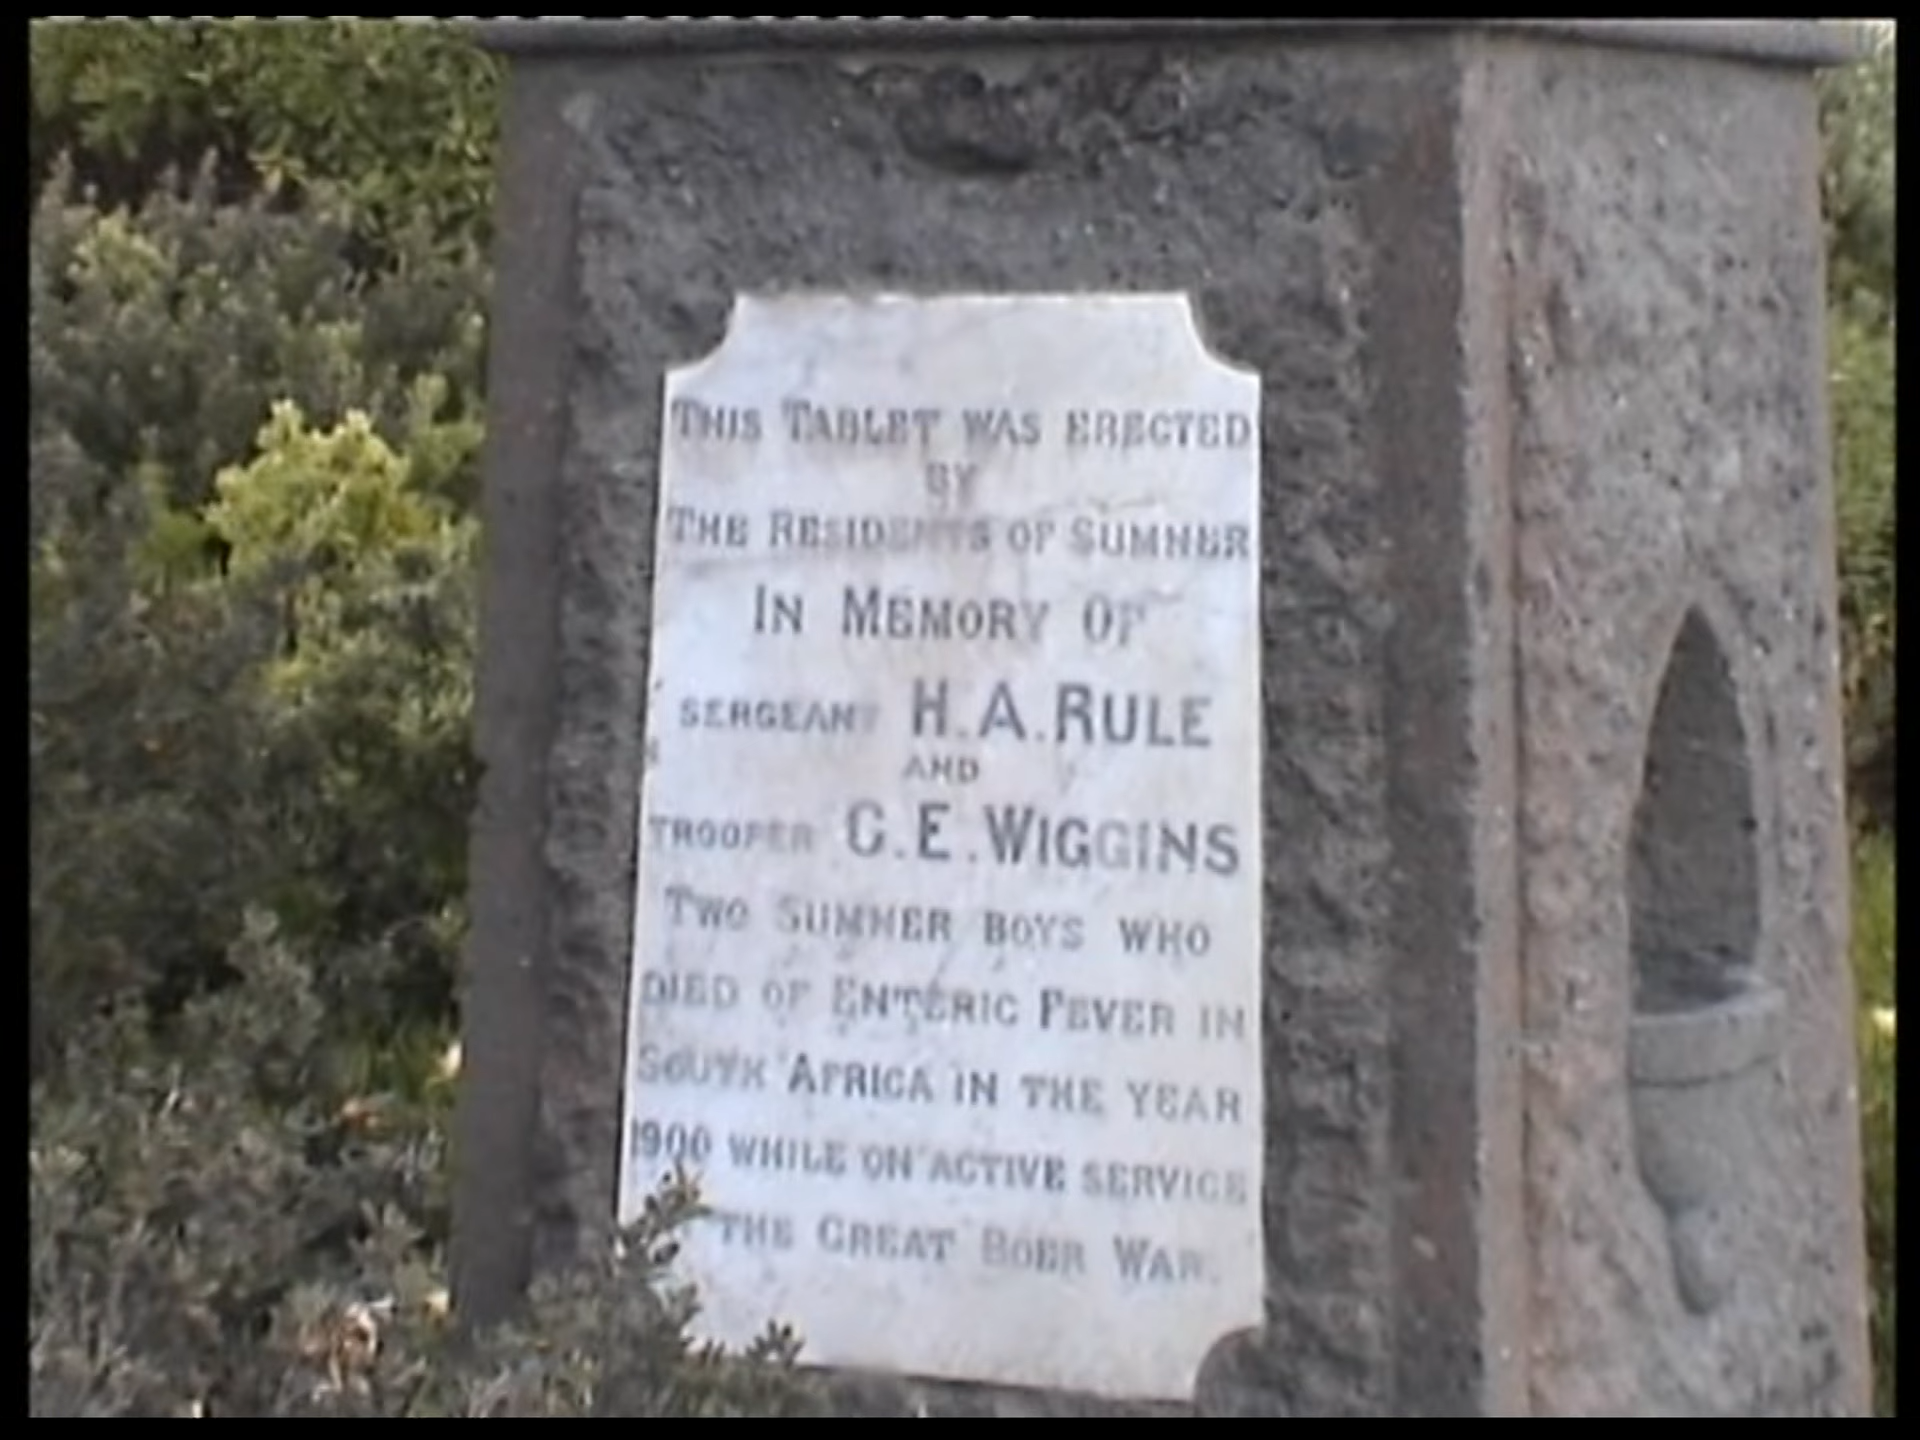 THIS TABLET WAS ERECTED
BY
THE RESIDENTS OF SUMNER
IN MEMORY OF
SERGEANT H.A.RULE
AND
TROOPER C.E.WIGGINS
TWO SUMNER BOYS WHO
DIED OF ENTERIC FEVER IN
SOUTH AFRICA IN THE YEAR
1900 WHILE ON ACTIVE SERVICE
THE GREAT BOER WAR.